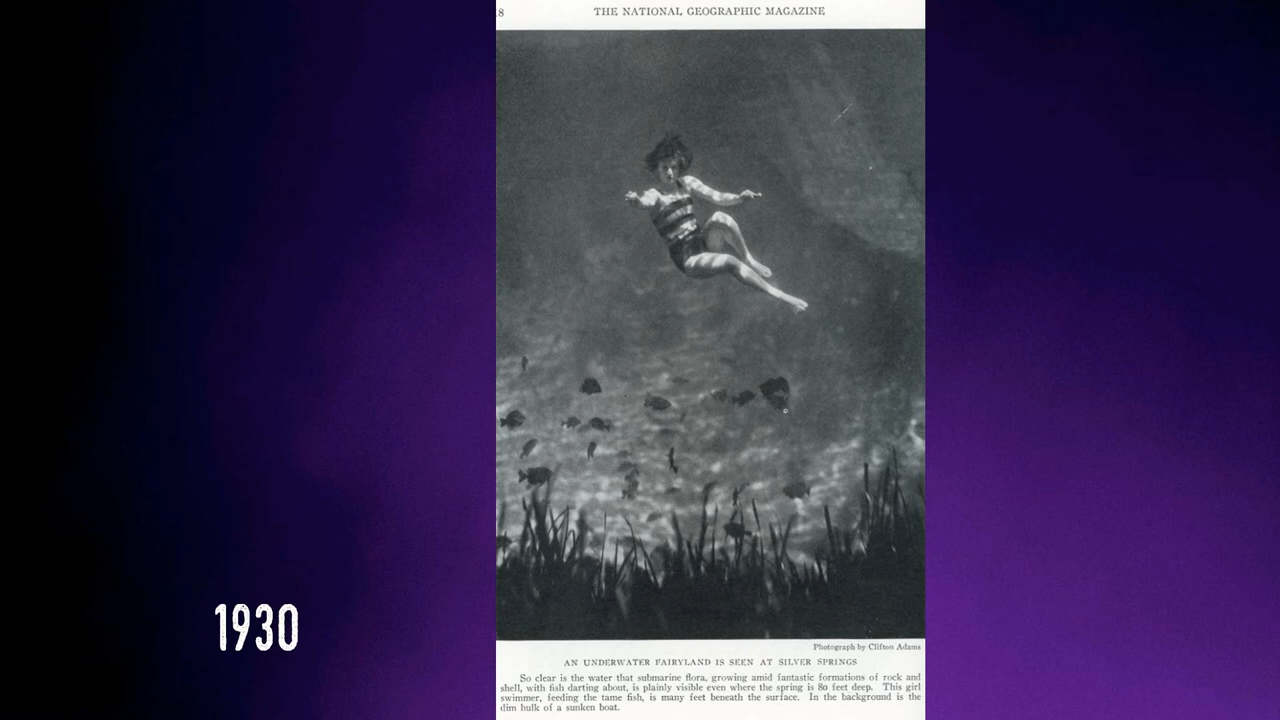 .8
THE NATIONAL GEOGRAPHIC MAGAZINE
1930
Photograph by Clifton Adams
AN UNDERWATER FAIRYLAND IS SEEN AT SILVER SPRINGS
So clear is the water that submarine flora, growing amid fantastic formations of rock and
shell, with fish darting about, is plainly visible even where the spring is 80 feet deep. This girl
swimmer, feeding the tame fish, is many feet beneath the surface. In the background is the
dim hulk of a sunken boat.